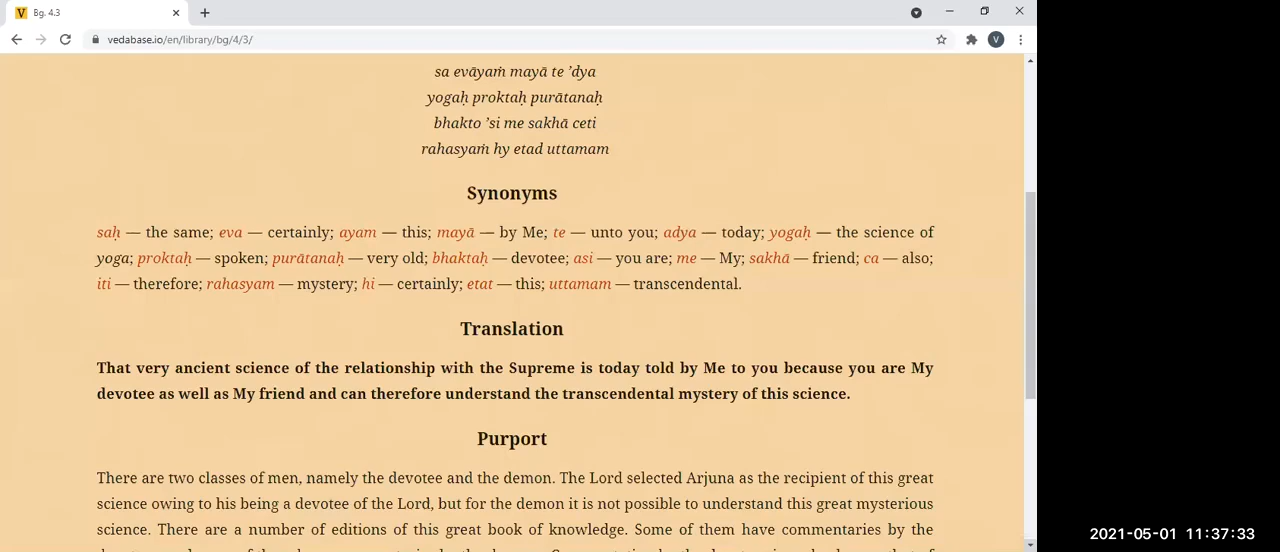 Bg. 4.3
vedabase.io/en/library/bg/4/3/
V
sa evāyaṁ mayā te ’dya
yogaḥ proktaḥ purātanaḥ
bhakto ’si me sakhā ceti
rahasyaṁ hy etad uttamam
Synonyms
saḥ — the same; eva — certainly; ayam — this; mayā — by Me; te — unto you; adya — today; yogaḥ — the science of
yoga; proktaḥ — spoken; purātanaḥ — very old; bhaktaḥ — devotee; asi — you are; me — My; sakhā — friend; ca — also;
iti — therefore; rahasyam — mystery; hi — certainly; etat — this; uttamam — transcendental.
Translation
That very ancient science of the relationship with the Supreme is today told by Me to you because you are My
devotee as well as My friend and can therefore understand the transcendental mystery of this science.
Purport
There are two classes of men, namely the devotee and the demon. The Lord selected Arjuna as the recipient of this great
science owing to his being a devotee of the Lord, but for the demon it is not possible to understand this great mysterious
science. There are a number of editions of this great book of knowledge. Some of them have commentaries by the
2021-05-01 11:37:33